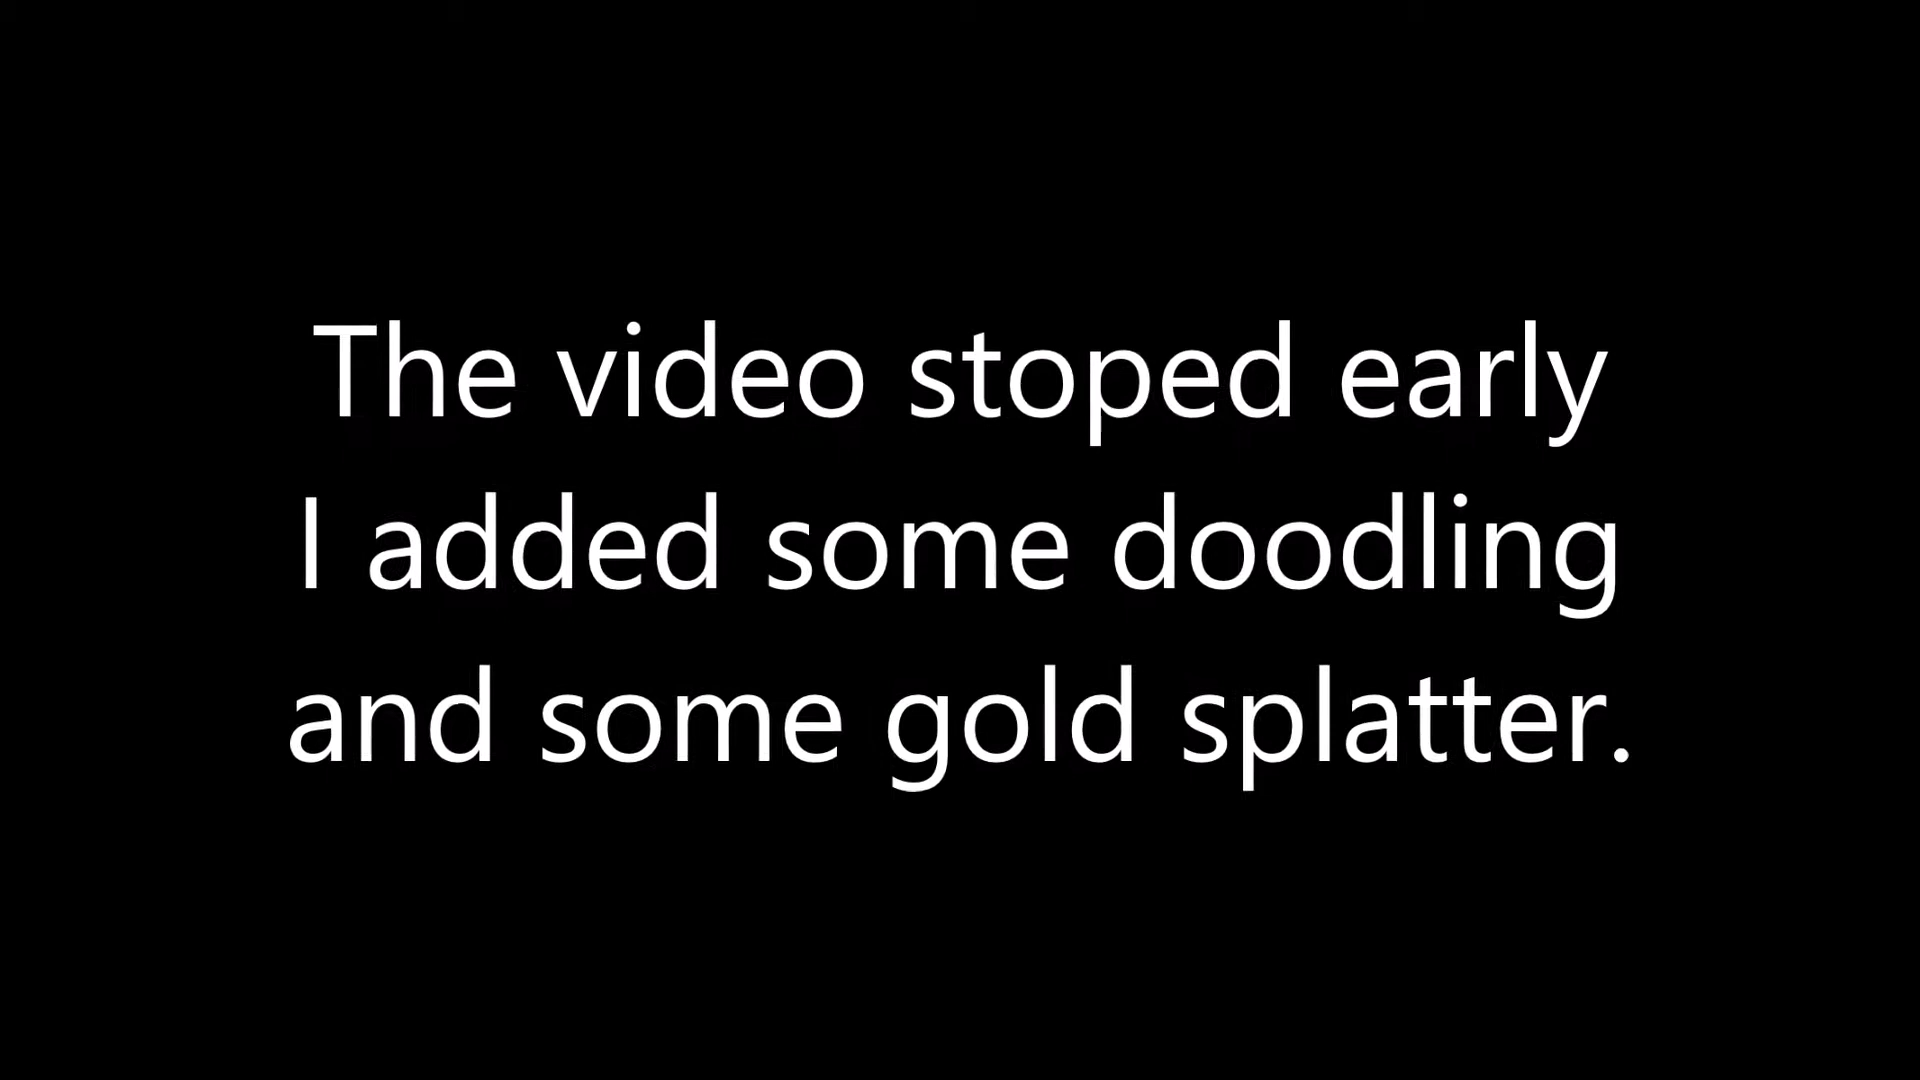 The video stoped early
I added some doodling
and some gold splatter.